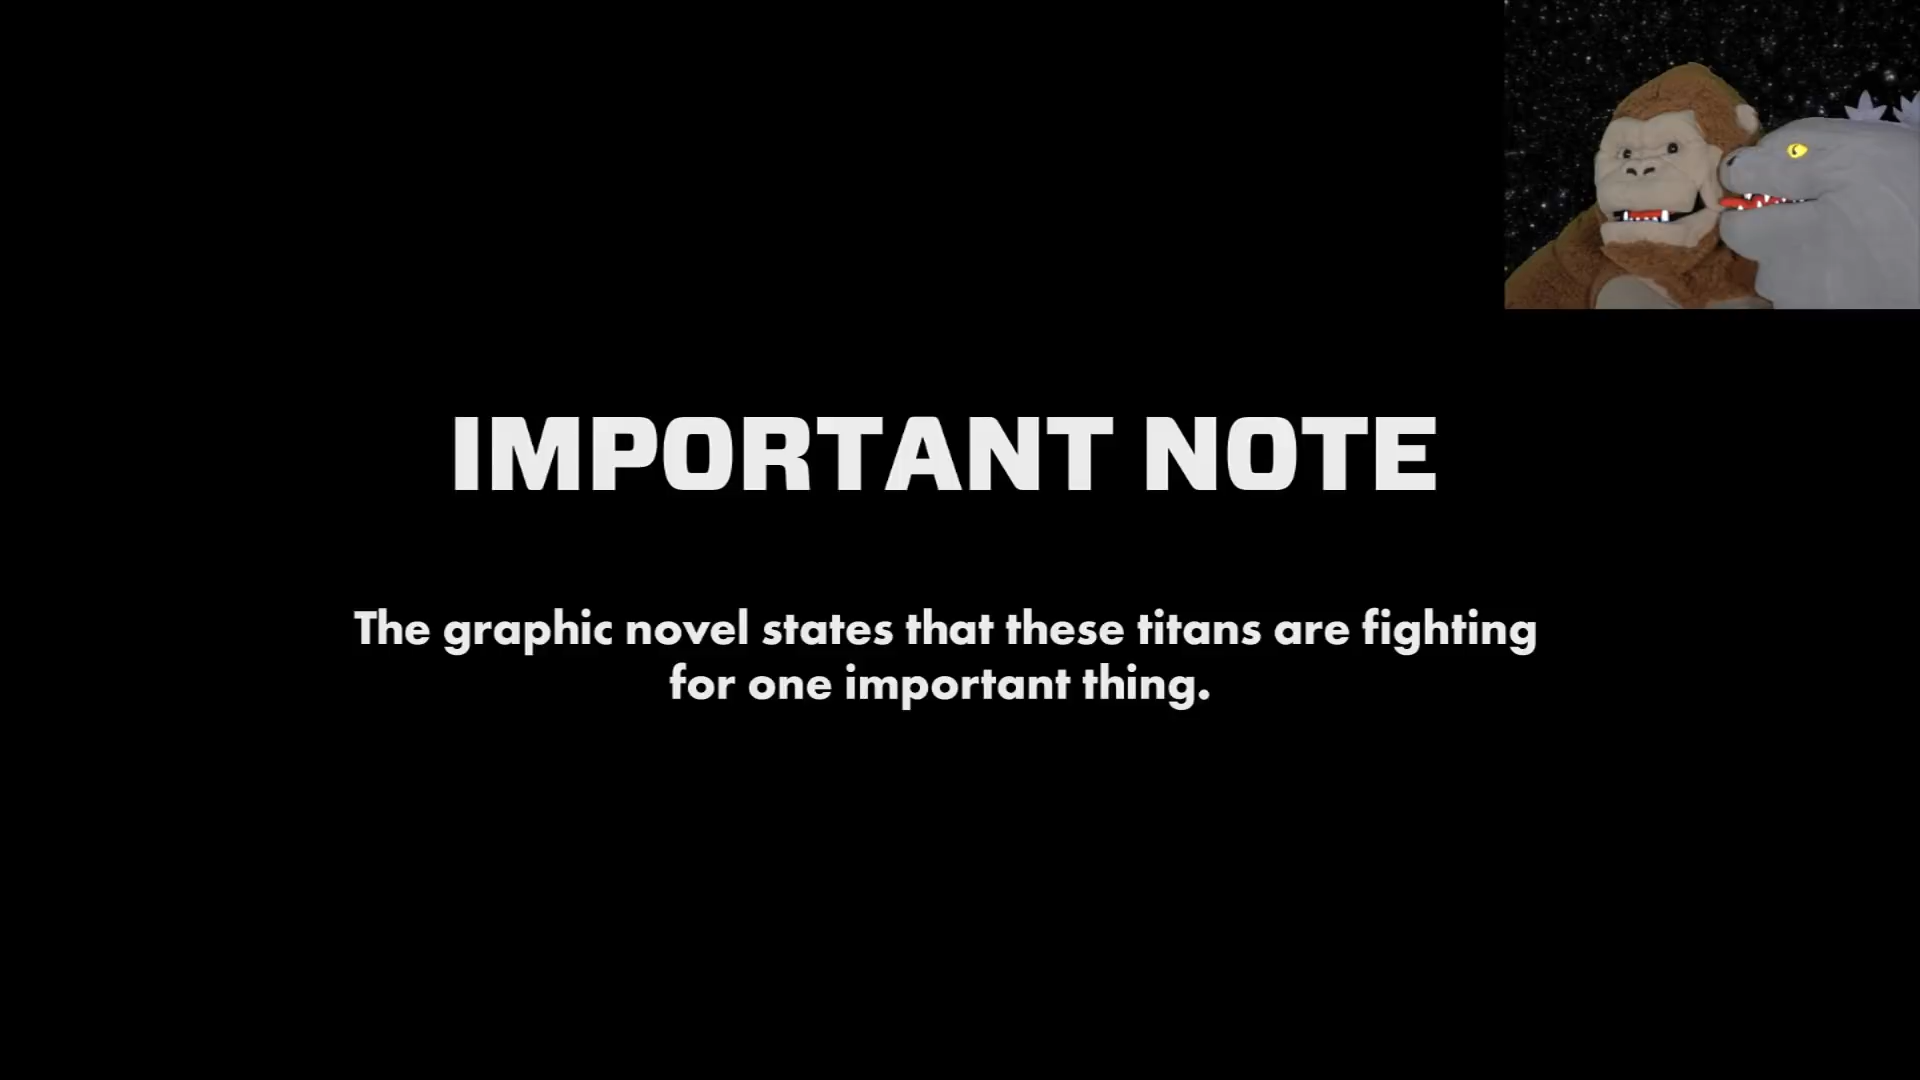 IMPORTANT NOTE
The graphic novel states that these titans are fighting
for one important thing.